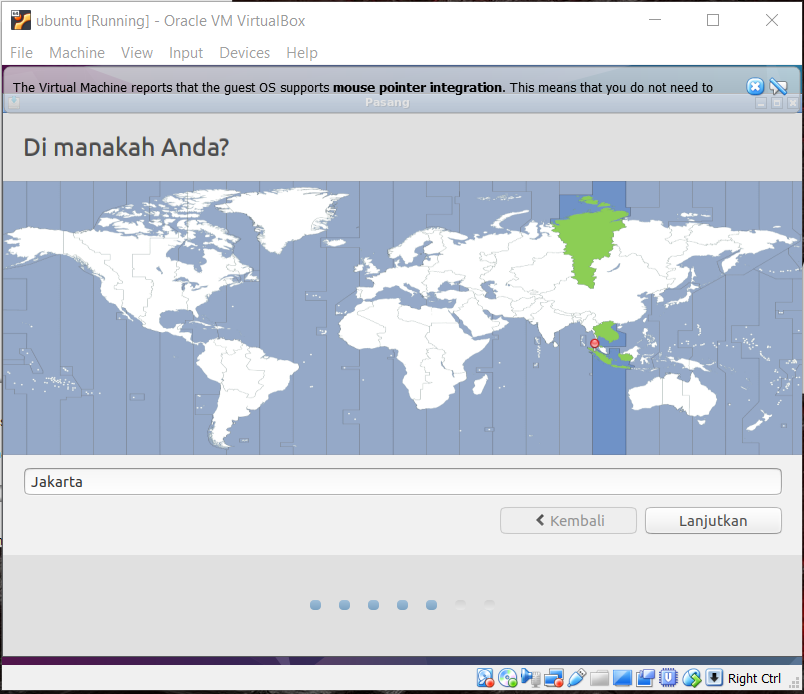 ubuntu [Running] - Oracle VM VirtualBox
File Machine View Input Devices Help
The Virtual Machine reports that the guest OS supports mouse pointer integration. This means that you do not need to
Pasang
Di manakah Anda?
Jakarta
Kembali
Lanjutkan
Right Ctrl